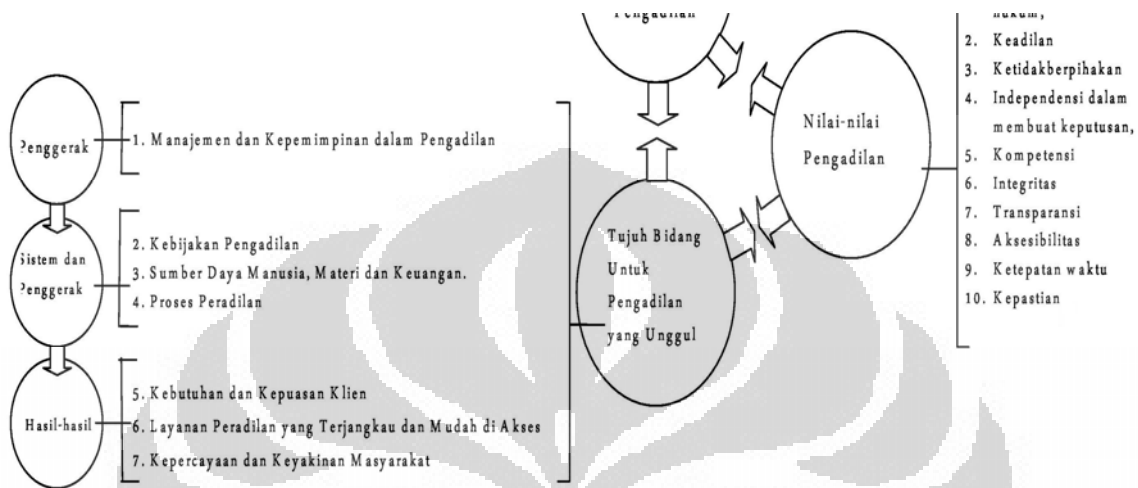 Pengadilan
hukum,
2. Keadilan
3. Ketidakberpihakan
4. Independensi dalam
membuat keputusan,
5. Kompetensi
6. Integritas
7. Transparansi
8. Aksesibilitas
9. Ketepatan waktu
10. Kepastian
Nilai-nilai
Pengadilan
Penggerak
1. Manajemen dan Kepemimpinan dalam Pengadilan
Sistem dan
Penggerak
2. Kebijakan Pengadilan
3. Sumber Daya Manusia, Materi dan Keuangan.
4. Proses Peradilan
Tujuh Bidang
Untuk
Pengadilan
yang Unggul
Hasil-hasil
5. Kebutuhan dan Kepuasan Klien
6. Layanan Peradilan yang Terjangkau dan Mudah di Akses
7. Kepercayaan dan Keyakinan Masyarakat